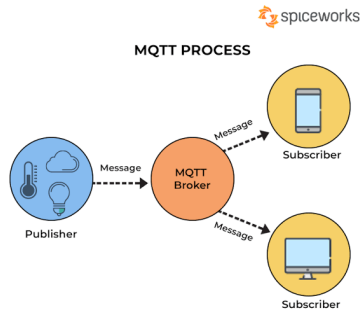 spiceworks
MQTT PROCESS
Message
Subscriber
Message
MQTT
Broker
Publisher
Message
Subscriber